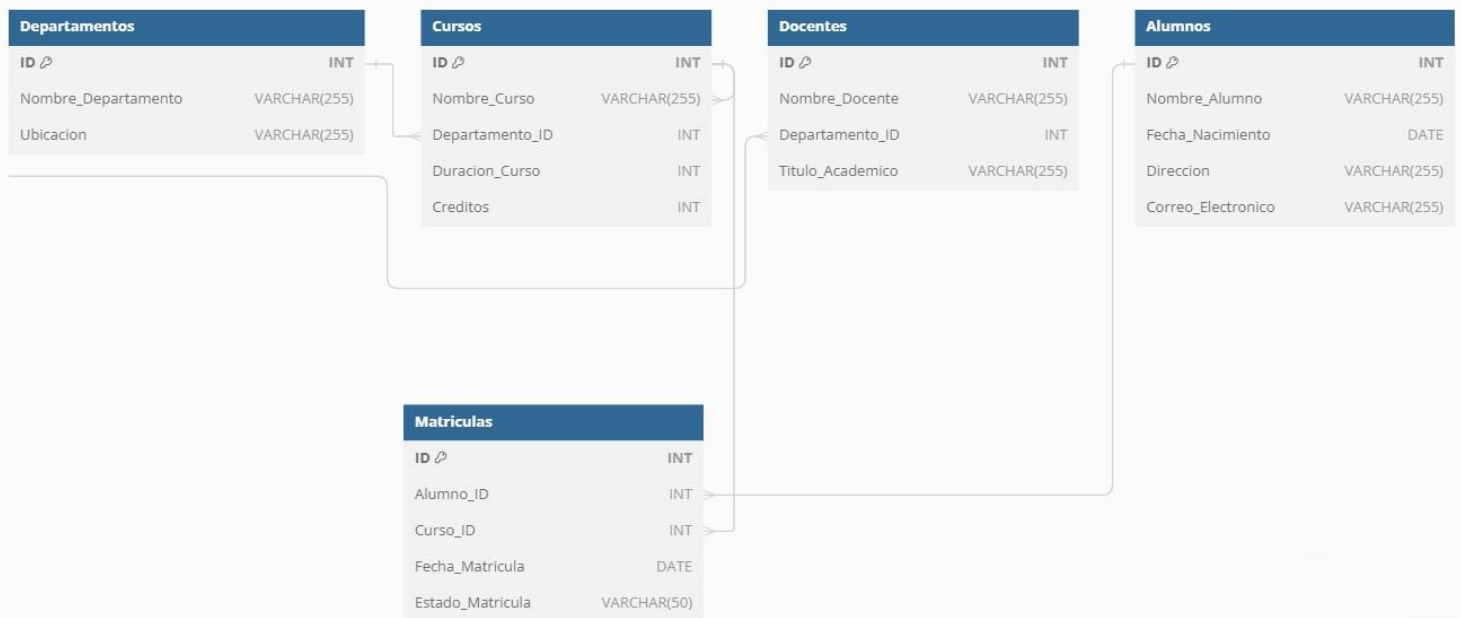 Departamentos
ID INT
Nombre_Departamento VARCHAR(255)
Ubicacion VARCHAR(255)
Cursos
ID INT
Nombre_Curso VARCHAR(255)
Departamento_ID INT
Duracion_Curso INT
Creditos INT
Docentes
ID INT
Nombre_Docente VARCHAR(255)
Departamento_ID INT
Titulo_Academico VARCHAR(255)
Alumnos
ID INT
Nombre_Alumno VARCHAR(255)
Fecha_Nacimiento DATE
Direccion VARCHAR(255)
Correo_Electronico VARCHAR(255)
Matriculas
ID INT
Alumno_ID INT
Curso_ID INT
Fecha_Matricula DATE
Estado_Matricula VARCHAR(50)